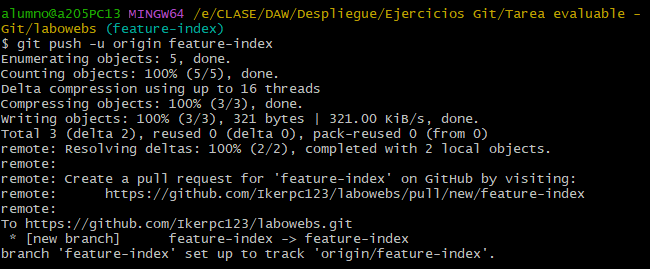 alumno@a205PC13 MINGW64 /e/CLASE/DAW/Despliegue/Ejercicios Git/Tarea evaluable -
Git/labowebs (feature-index)
$ git push -u origin feature-index
Enumerating objects: 5, done.
Counting objects: 100% (5/5), done.
Delta compression using up to 16 threads
Compressing objects: 100% (3/3), done.
Writing objects: 100% (3/3), 321 bytes | 321.00 KiB/s, done.
Total 3 (delta 2), reused 0 (delta 0), pack-reused 0 (from 0)
remote: Resolving deltas: 100% (2/2), completed with 2 local objects.
remote:
remote: Create a pull request for 'feature-index' on GitHub by visiting:
remote:      https://github.com/Ikerpc123/labowebs/pull/new/feature-index
remote:
To https://github.com/Ikerpc123/labowebs.git
 * [new branch]      feature-index -> feature-index
branch 'feature-index' set up to track 'origin/feature-index'.